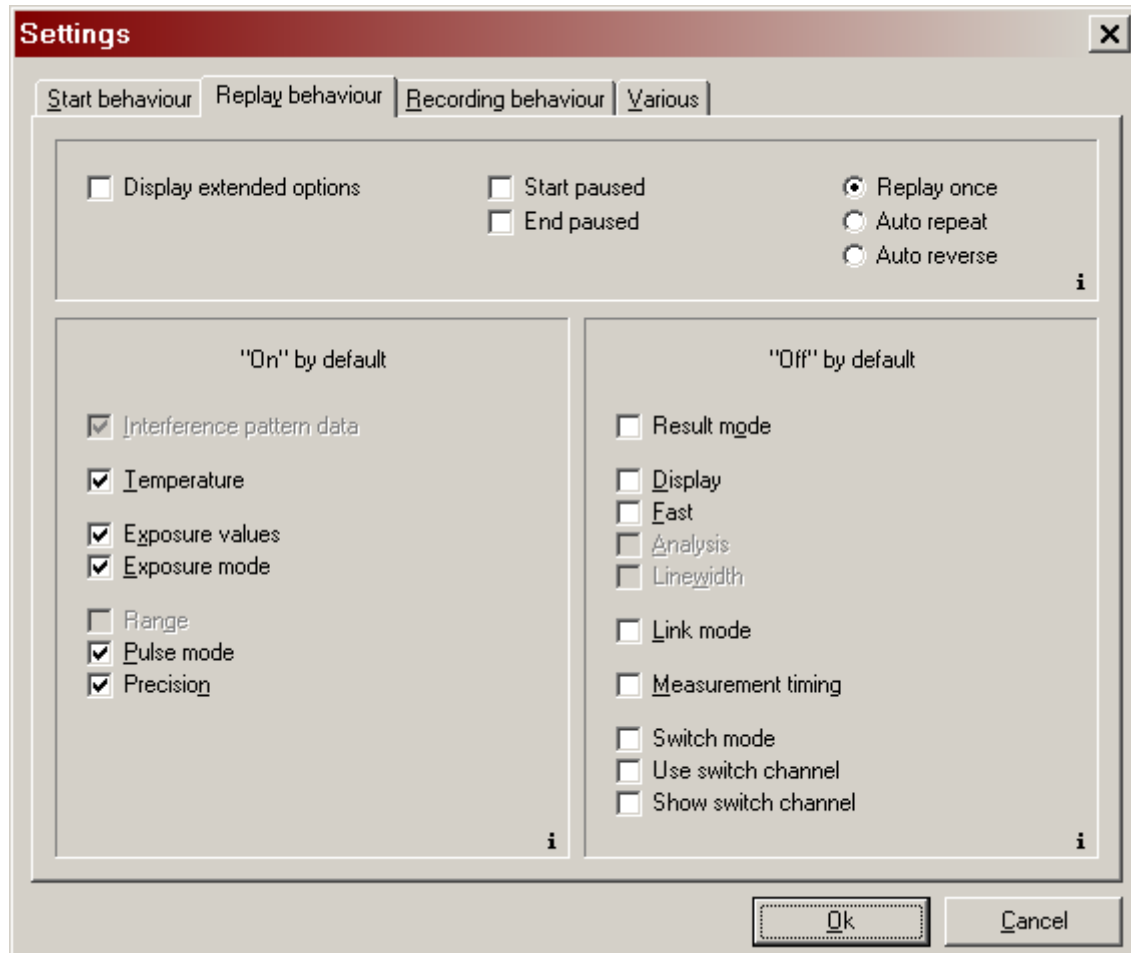 Settings
Start behaviour Replay behaviour Recording behaviour Various
Display extended options Start paused Replay once
End paused Auto repeat
Auto reverse
i
"On" by default
Interference pattern data
Temperature
Exposure values
Exposure mode
Range
Pulse mode
Precision
i
"Off" by default
Result mode
Display
Fast
Analysis
Linewidth
Link mode
Measurement timing
Switch mode
Use switch channel
Show switch channel
i
Ok Cancel